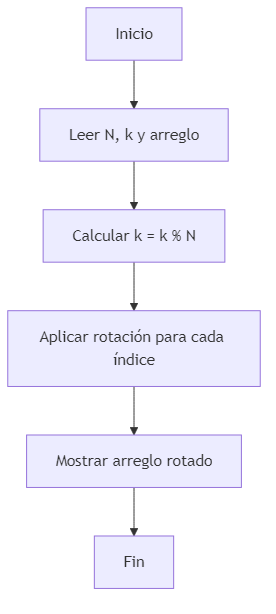 Inicio
Leer N, k y arreglo
Calcular k = k % N
Aplicar rotación para cada
índice
Mostrar arreglo rotado
Fin